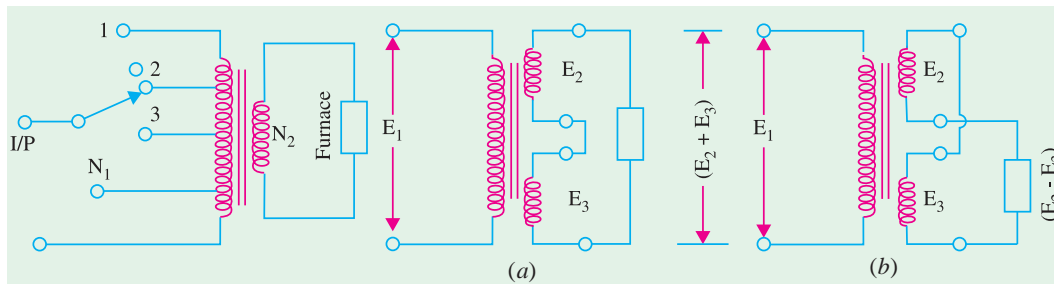 1
2
3
I/P
N1
N2
Furnace
E1
E2
E3
(E2 + E3)
(a)
E1
E2
E3
(b)